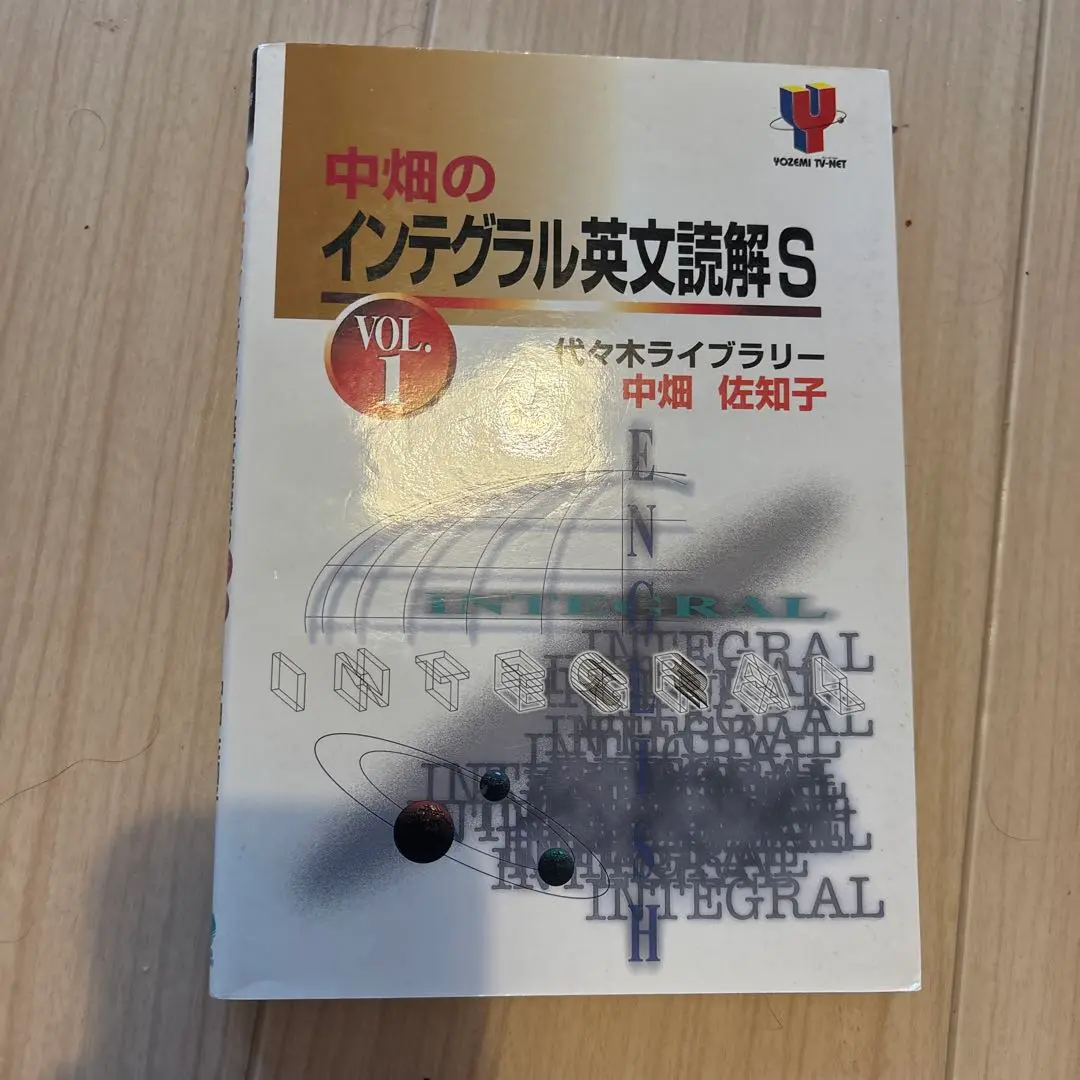 YOZEMI TV-NET
中畑の
インテグラル英文読解S
VOL.
1
代々木ライブラリー
中畑 佐知子
ENGLISH
INTEGRAL
INTEGRAL
INTEGRAL
INTEGRAL
INTEGRAL